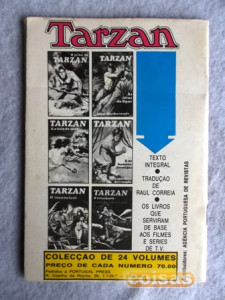 Tarzan
TARZAN
TARZAN
TARZAN
TARZAN
TARZAN
TARZAN
TEXTO
INTEGRAL
TRADUÇÃO
DE
RAUL CORREIA
OS LIVROS
QUE
SERVIRAM
DE BASE
AOS FILMES
E SERIES
DE T.V.
AGÊNCIA PORTUGUESA DE REVISTAS
COLECÇÃO DE 24 VOLUMES
PREÇO DE CADA NÚMERO 70.00
PORTUGAL PRESS
coisas